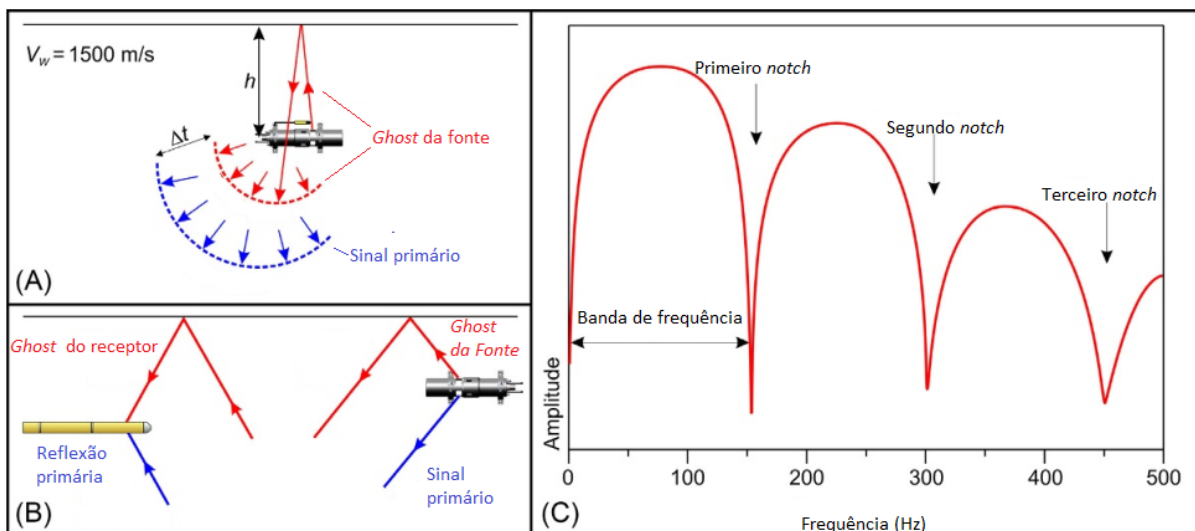 V_w = 1500 m/s
h
Δt
Ghost da fonte
Sinal primário
(A)
Ghost do receptor
Ghost
da Fonte
Reflexão
primária
Sinal
primário
(B)
Primeiro notch
Segundo notch
Terceiro notch
Banda de frequência
Amplitude
0 100 200 300 400 500
(C)
Frequência (Hz)